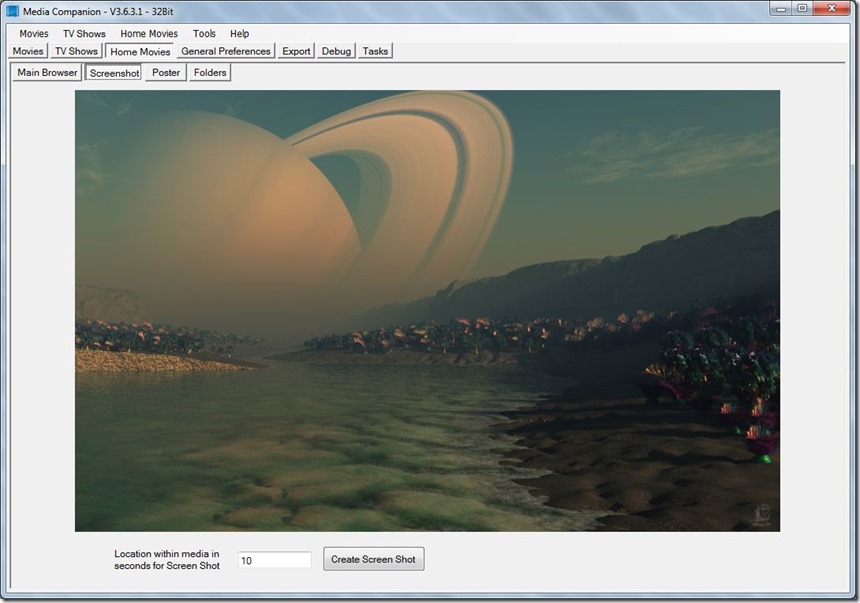 Media Companion - V3.6.3.1 - 32Bit
Movies TV Shows Home Movies Tools Help
Movies TV Shows Home Movies General Preferences Export Debug Tasks
Main Browser Screenshot Poster Folders
Location within media in
seconds for Screen Shot
10
Create Screen Shot